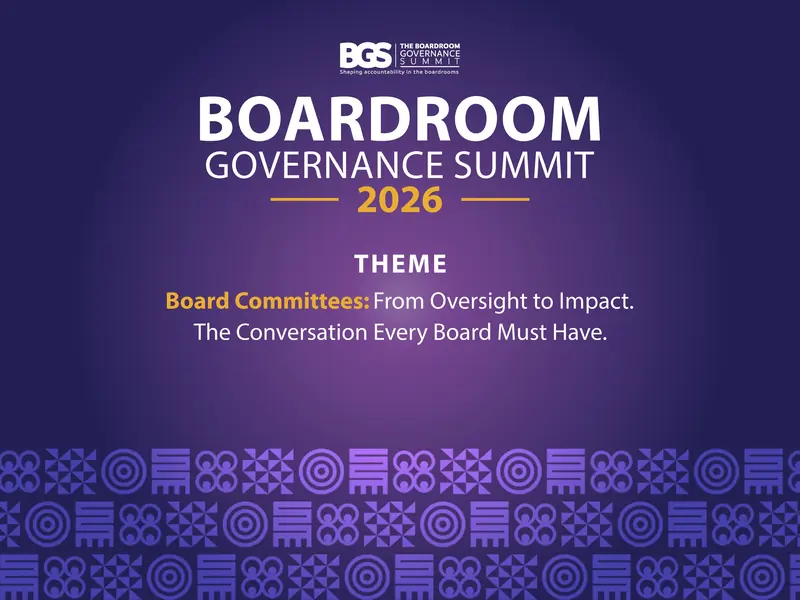 BGS
THE BOARDROOM
GOVERNANCE
SUMMIT
Shaping accountability in the boardrooms
BOARDROOM
GOVERNANCE SUMMIT
2026
THEME
Board Committees: From Oversight to Impact.
The Conversation Every Board Must Have.